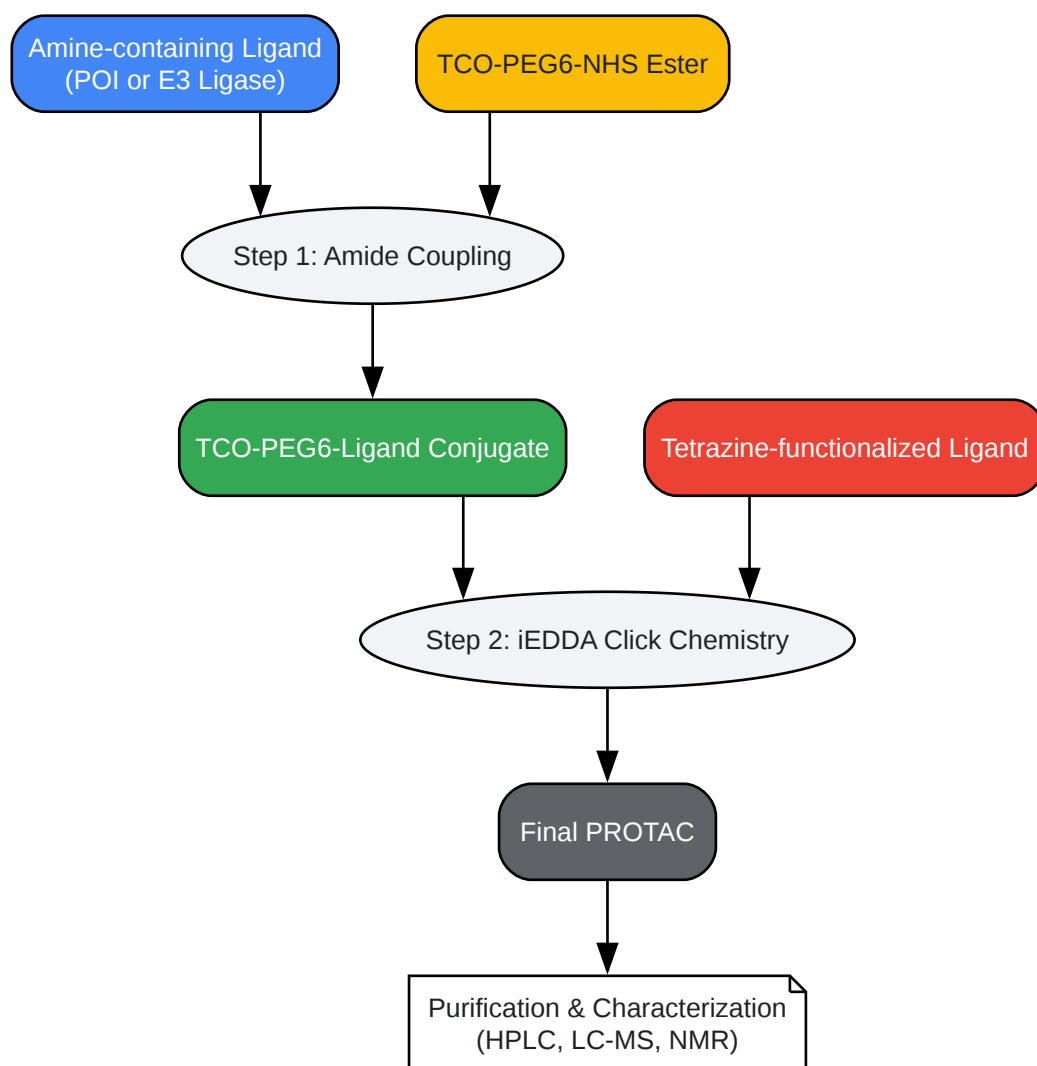 Amine-containing Ligand
(POI or E3 Ligase)
TCO-PEG6-NHS Ester
Step 1: Amide Coupling
TCO-PEG6-Ligand Conjugate
Tetrazine-functionalized Ligand
Step 2: iEDDA Click Chemistry
Final PROTAC
Purification & Characterization
(HPLC, LC-MS, NMR)